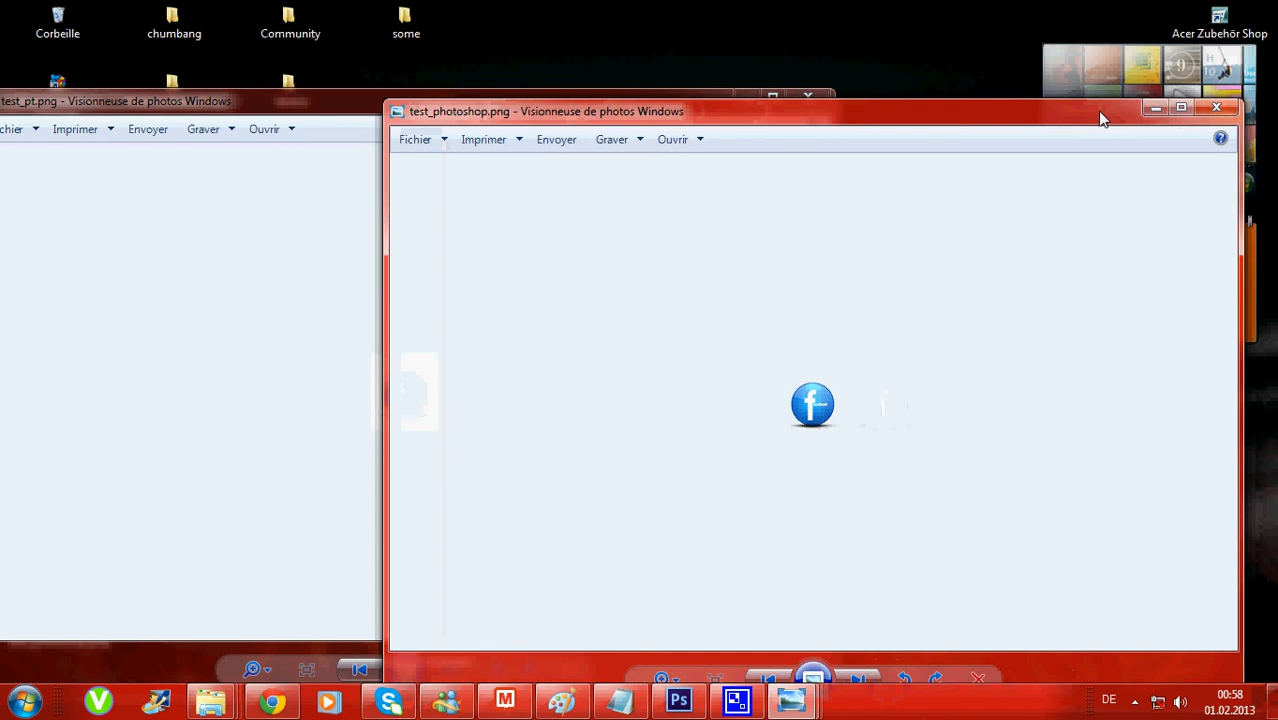 Corbeille
chumbang
Community
some
Acer Zubehör Shop
test_pt.png - Visionneuse de photos Windows
chier Imprimer Envoyer Graver Ouvrir
test_photoshop.png - Visionneuse de photos Windows
Fichier Imprimer Envoyer Graver Ouvrir
f
Ps
DE
00:58
01.02.2013